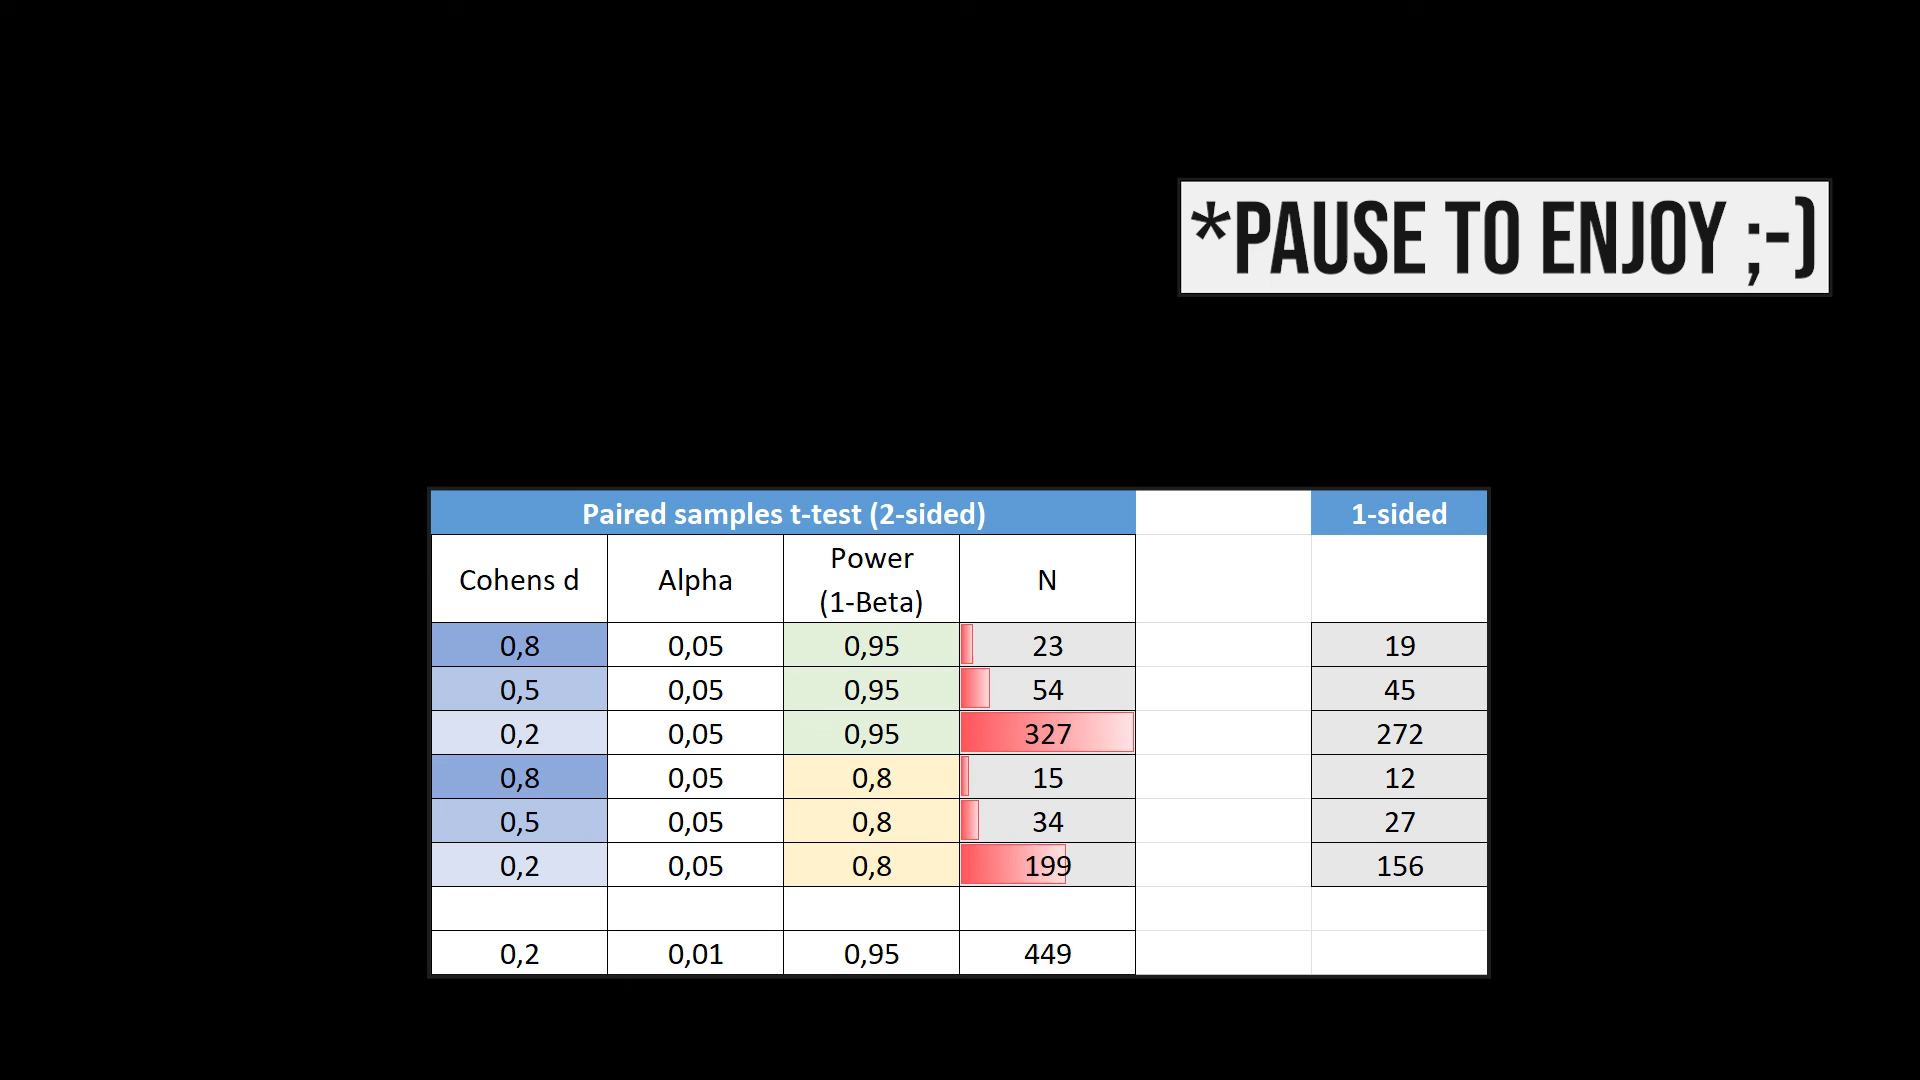 *PAUSE TO ENJOY ;-)
Paired samples t-test (2-sided) 1-sided
Cohens d Alpha Power (1-Beta) N
0,8 0,05 0,95 23 19
0,5 0,05 0,95 54 45
0,2 0,05 0,95 327 272
0,8 0,05 0,8 15 12
0,5 0,05 0,8 34 27
0,2 0,05 0,8 199 156
0,2 0,01 0,95 449